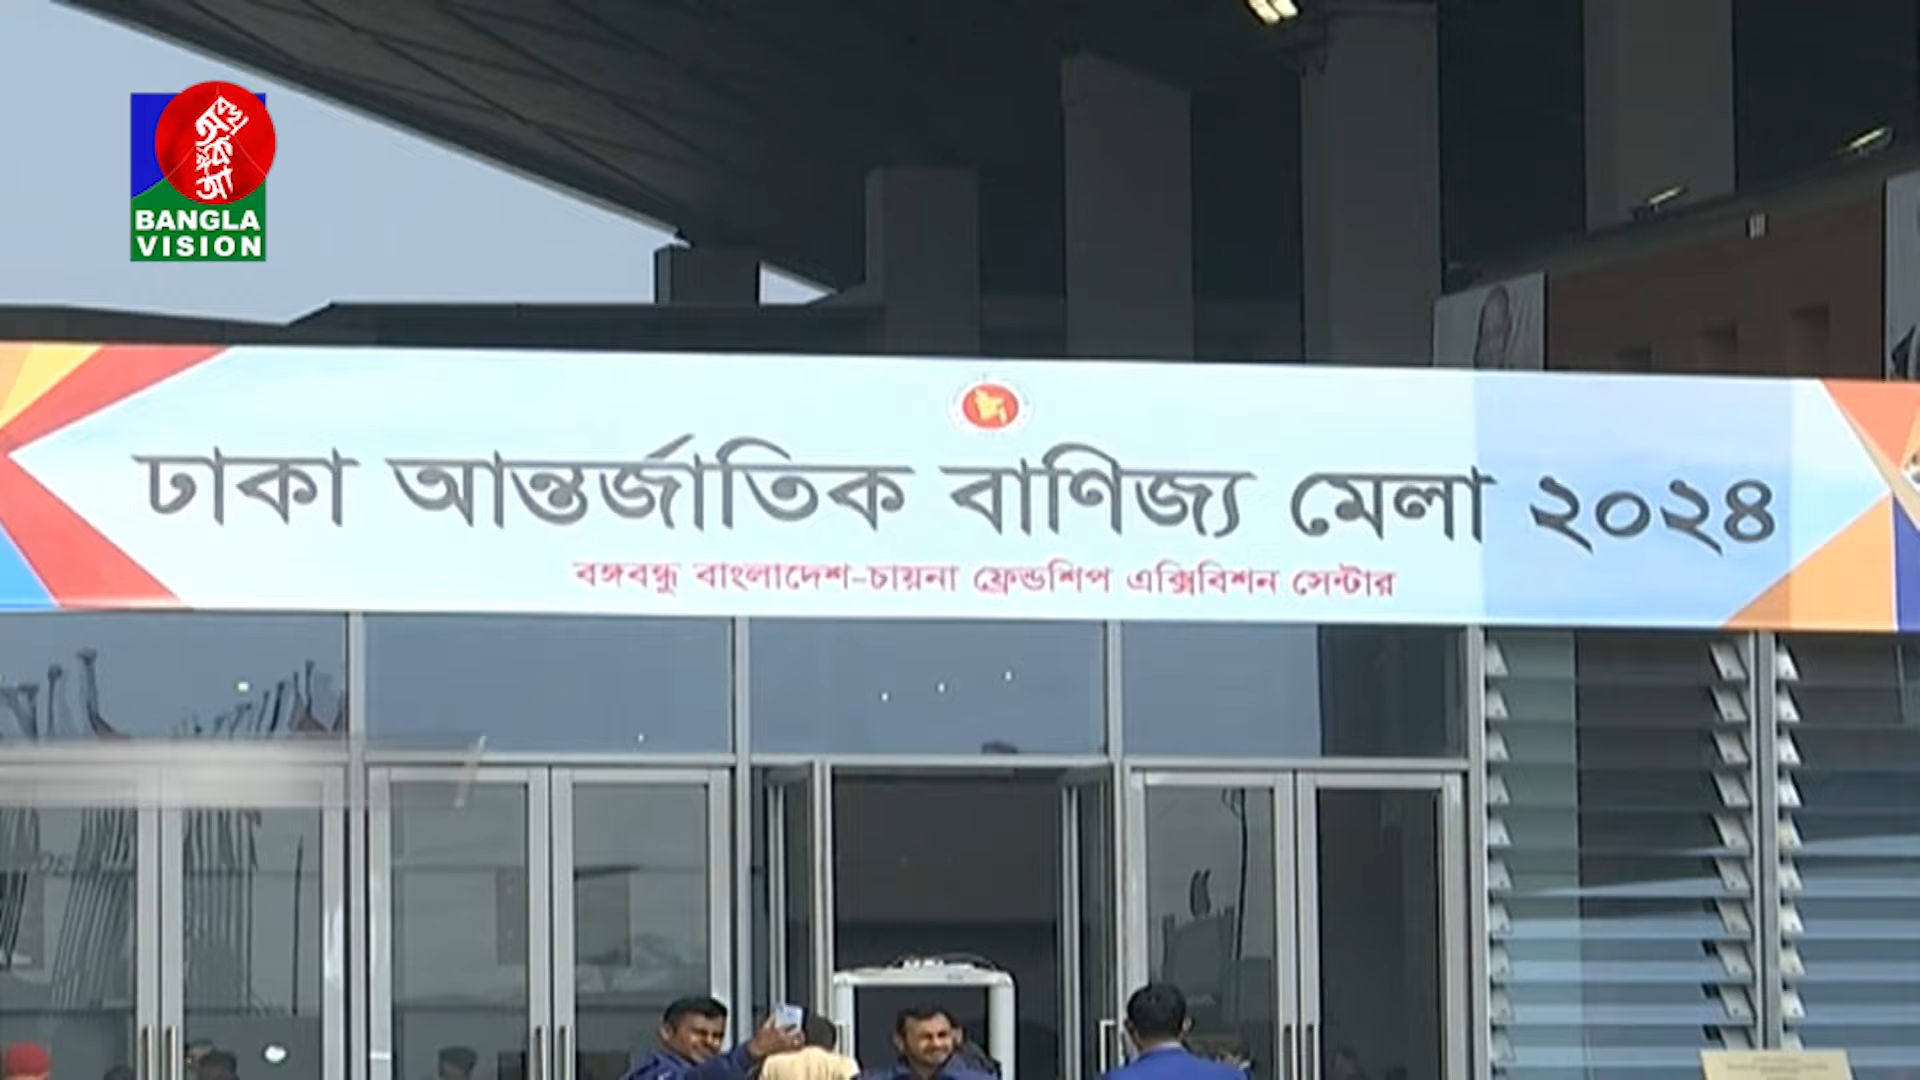 BANGLA
VISION
ঢাকা আন্তর্জাতিক বাণিজ্য মেলা ২০২৪
বঙ্গবন্ধু বাংলাদেশ-চায়না ফ্রেন্ডশিপ এক্সিবিশন সেন্টার